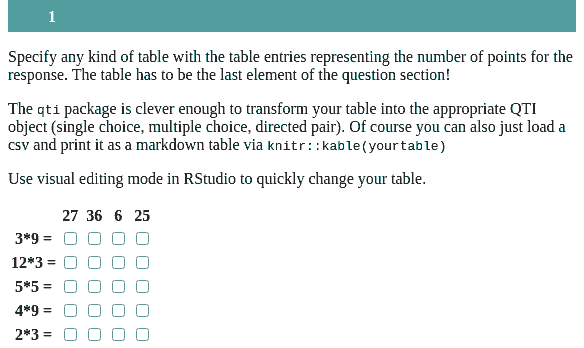 1
Specify any kind of table with the table entries representing the number of points for the
response. The table has to be the last element of the question section!
The qti package is clever enough to transform your table into the appropriate QTI
object (single choice, multiple choice, directed pair). Of course you can also just load a
csv and print it as a markdown table via knitr::kable(yourtable)
Use visual editing mode in RStudio to quickly change your table.
27 36 6 25
3*9 =
12*3 =
5*5 =
4*9 =
2*3 =